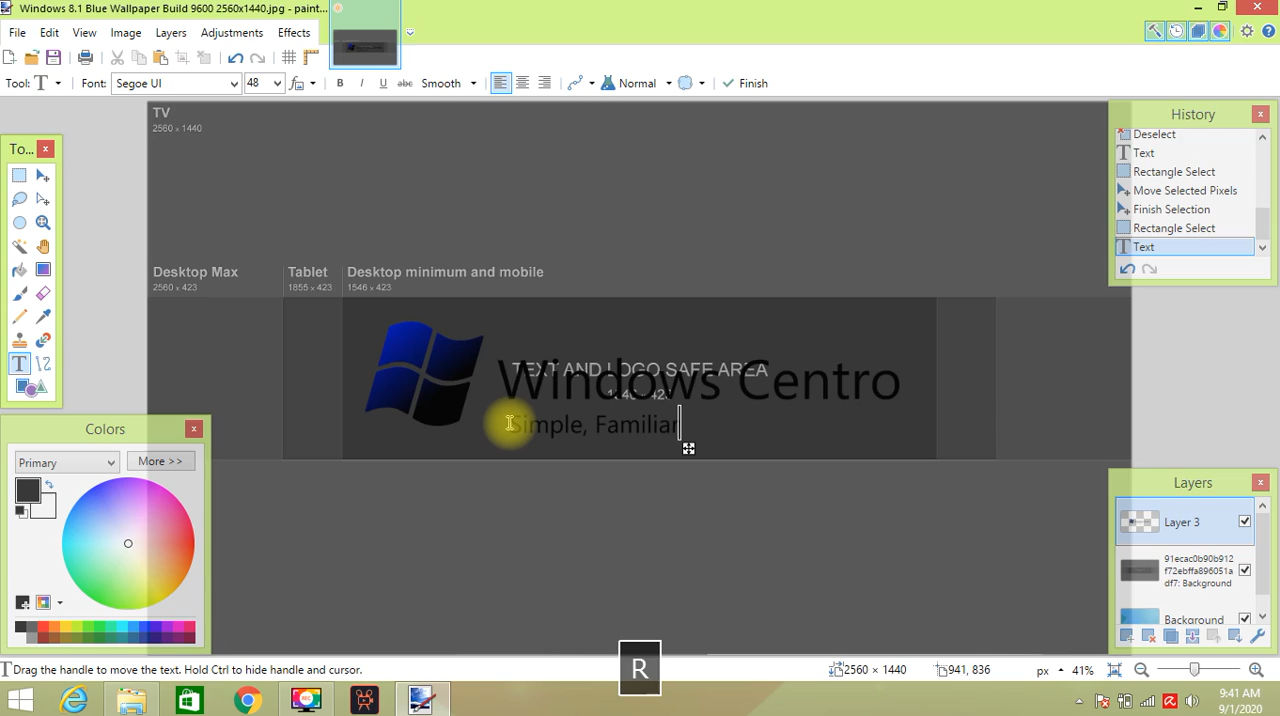 Windows 8.1 Blue Wallpaper Build 9600 2560x1440.jpg - paint...
File Edit View Image Layers Adjustments Effects
Tool: T Font: Segoe UI 48 B I U abc Smooth Normal Finish
TV
2560 x 1440
History
Deselect
Text
Rectangle Select
Move Selected Pixels
Finish Selection
Rectangle Select
Text
To...
Desktop Max
2560 x 423
Tablet
1855 x 423
Desktop minimum and mobile
1546 x 423
TEXT AND LOGO SAFE AREA
Windows Centro
Simple, Familiar
Colors
Primary
More >>
Layers
Layer 3
91ecac0b90b912
f72ebffa896051a
df7: Background
Background
R
Drag the handle to move the text. Hold Ctrl to hide handle and cursor.
2560 × 1440
941, 836
px
41%
9:41 AM
9/1/2020